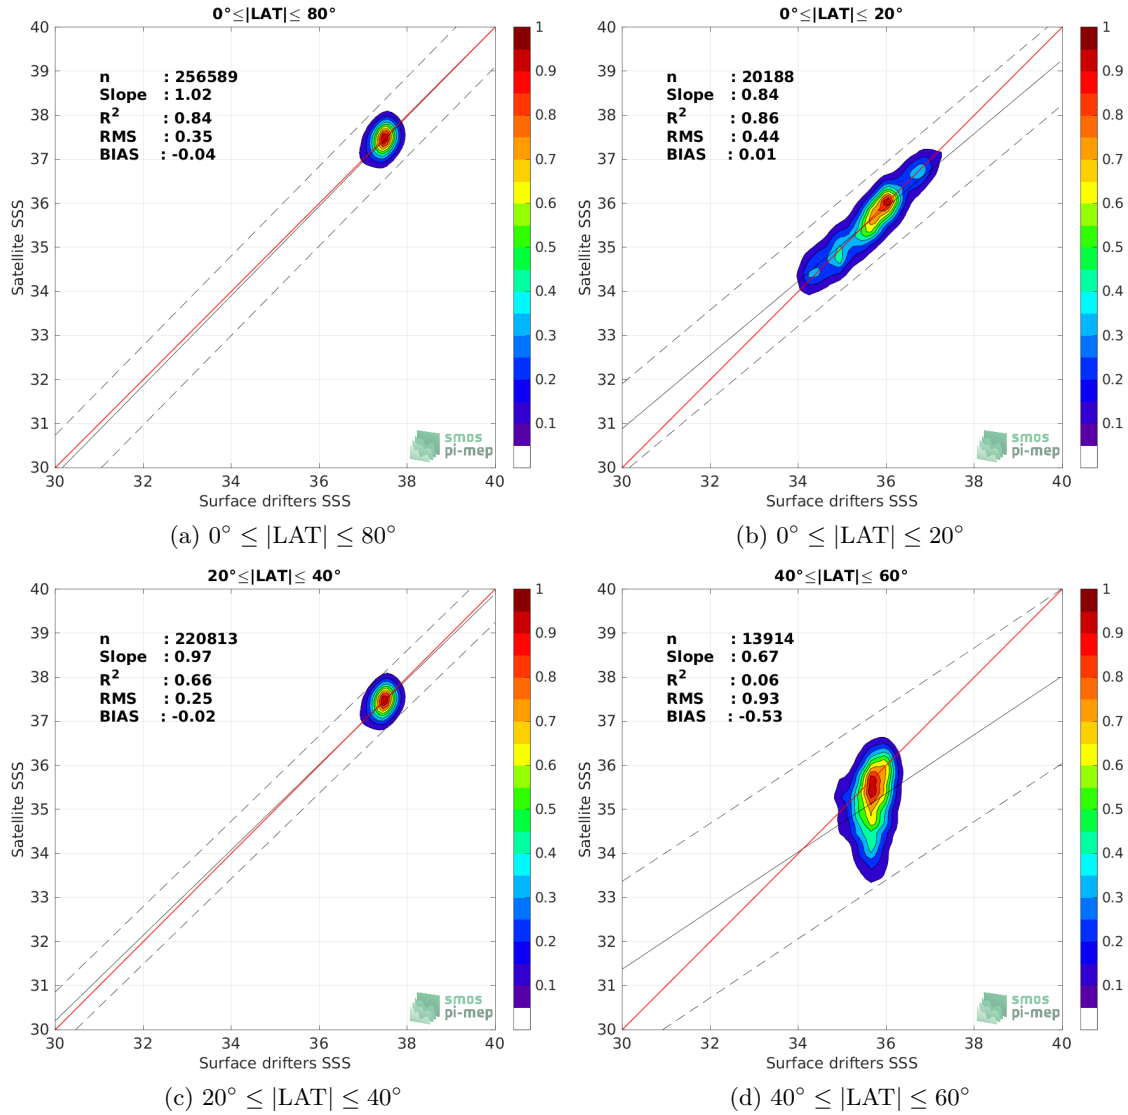 0°≤|LAT|≤ 80°
n : 256589
Slope : 1.02
R² : 0.84
RMS : 0.35
BIAS : -0.04
40
39
38
37
36
35
34
33
32
31
30
Satellite SSS
30 32 34 36 38 40
Surface drifters SSS
1
0.9
0.8
0.7
0.6
0.5
0.4
0.3
0.2
0.1
smos
pi-mep
(a) 0° ≤ |LAT| ≤ 80°
0°≤|LAT|≤ 20°
n : 20188
Slope : 0.84
R² : 0.86
RMS : 0.44
BIAS : 0.01
40
39
38
37
36
35
34
33
32
31
30
Satellite SSS
30 32 34 36 38 40
Surface drifters SSS
1
0.9
0.8
0.7
0.6
0.5
0.4
0.3
0.2
0.1
smos
pi-mep
(b) 0° ≤ |LAT| ≤ 20°
20°≤|LAT|≤ 40°
n : 220813
Slope : 0.97
R² : 0.66
RMS : 0.25
BIAS : -0.02
40
39
38
37
36
35
34
33
32
31
30
Satellite SSS
30 32 34 36 38 40
Surface drifters SSS
1
0.9
0.8
0.7
0.6
0.5
0.4
0.3
0.2
0.1
smos
pi-mep
(c) 20° ≤ |LAT| ≤ 40°
40°≤|LAT|≤ 60°
n : 13914
Slope : 0.67
R² : 0.06
RMS : 0.93
BIAS : -0.53
40
39
38
37
36
35
34
33
32
31
30
Satellite SSS
30 32 34 36 38 40
Surface drifters SSS
1
0.9
0.8
0.7
0.6
0.5
0.4
0.3
0.2
0.1
smos
pi-mep
(d) 40° ≤ |LAT| ≤ 60°